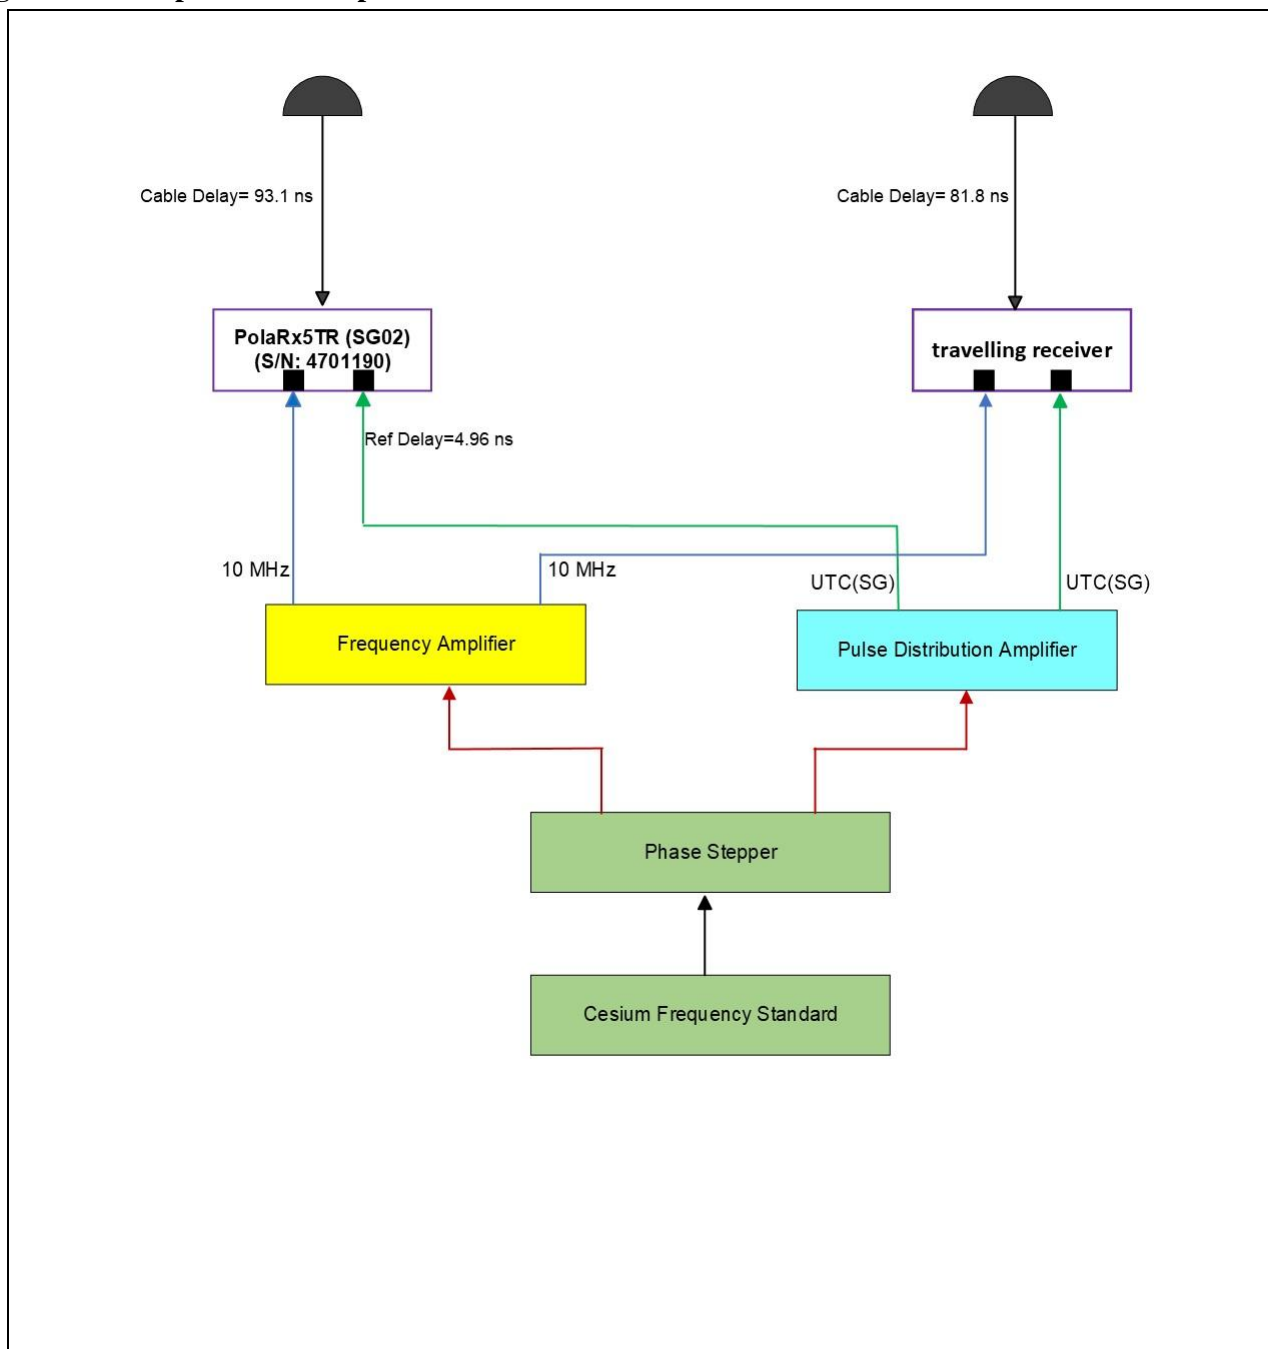 Cable Delay= 93.1 ns
Cable Delay= 81.8 ns
PolaRx5TR (SG02)
(S/N: 4701190)
travelling receiver
Ref Delay=4.96 ns
10 MHz
10 MHz
UTC(SG)
UTC(SG)
Frequency Amplifier
Pulse Distribution Amplifier
Phase Stepper
Cesium Frequency Standard